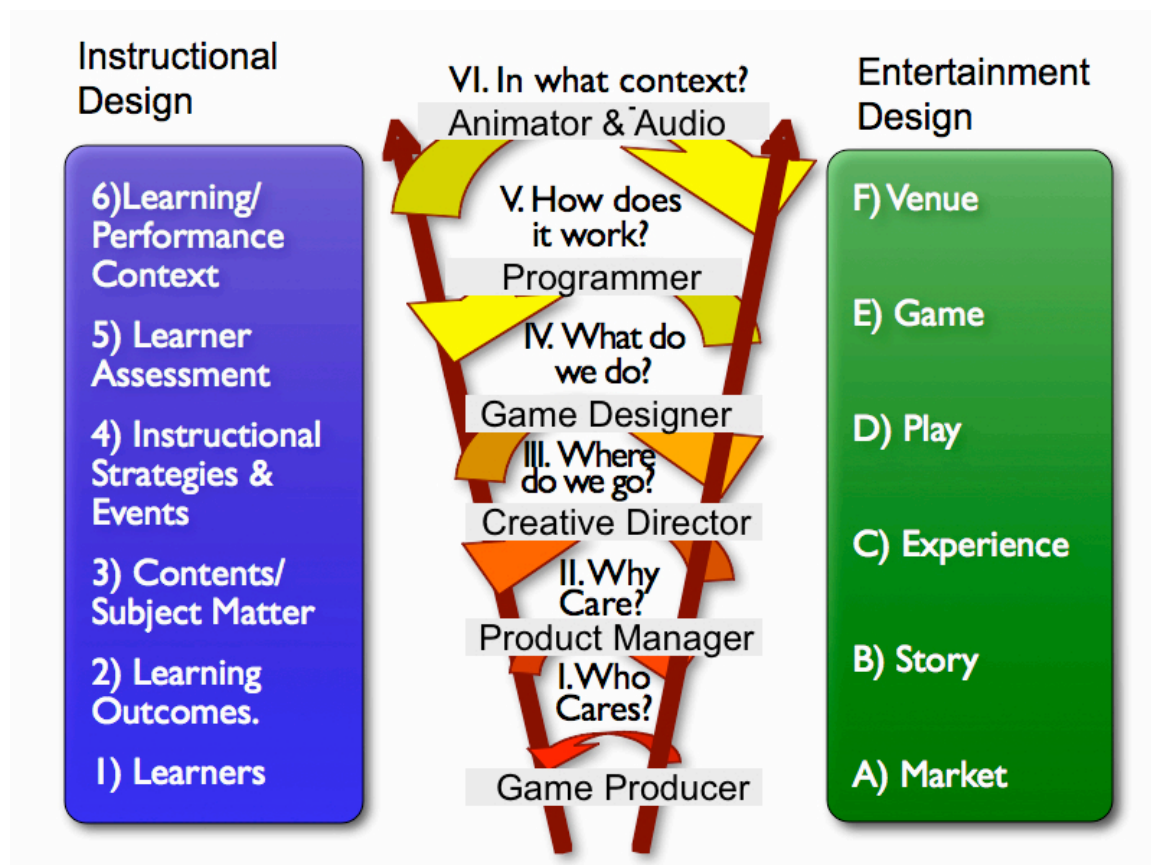 Instructional
Design
6)Learning/
Performance
Context
5) Learner
Assessment
4) Instructional
Strategies &
Events
3) Contents/
Subject Matter
2) Learning
Outcomes.
1) Learners
VI. In what context?
Animator & Audio
V. How does
it work?
Programmer
IV. What do
we do?
Game Designer
III. Where
do we go?
Creative Director
II. Why
Care?
Product Manager
I. Who
Cares?
Game Producer
Entertainment
Design
F) Venue
E) Game
D) Play
C) Experience
B) Story
A) Market